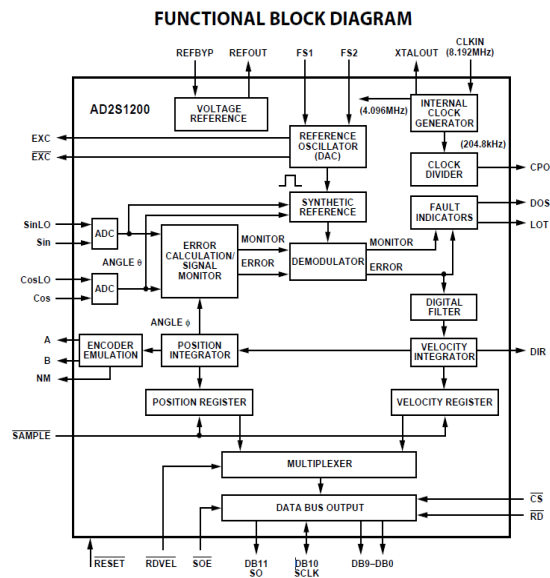 FUNCTIONAL BLOCK DIAGRAM
REFBYP REFOUT FS1 FS2 XTALOUT CLKIN
(8.192MHz)
AD2S1200
VOLTAGE
REFERENCE
(4.096MHz)
INTERNAL
CLOCK
GENERATOR
EXC
EXC
REFERENCE
OSCILLATOR
(DAC)
(204.8kHz)
CLOCK
DIVIDER
CPO
SYNTHETIC
REFERENCE
FAULT
INDICATORS
DOS
LOT
SinLO
Sin
ADC
ANGLE θ
ERROR
CALCULATION/
SIGNAL
MONITOR
MONITOR
ERROR
DEMODULATOR
MONITOR
ERROR
CosLO
Cos
ADC
DIGITAL
FILTER
ANGLE ϕ
A
B
NM
ENCODER
EMULATION
POSITION
INTEGRATOR
VELOCITY
INTEGRATOR
DIR
POSITION REGISTER
VELOCITY REGISTER
SAMPLE
MULTIPLEXER
DATA BUS OUTPUT
CS
RD
RESET RDVEL SOE DB11
SO
DB10
SCLK
DB9–DB0